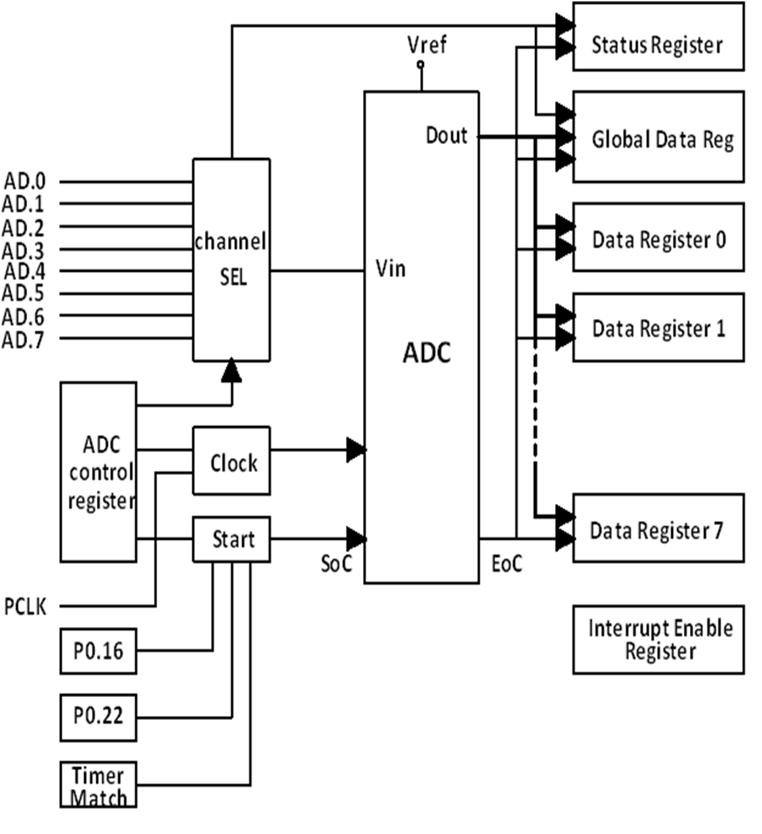 Status Register
Vref
Dout
Global Data Reg
AD.0
AD.1
AD.2
AD.3
AD.4
AD.5
AD.6
AD.7
channel
SEL
Vin
Data Register 0
Data Register 1
ADC
ADC
control
register
Clock
Start
SoC
EoC
Data Register 7
PCLK
P0.16
P0.22
Timer
Match
Interrupt Enable
Register